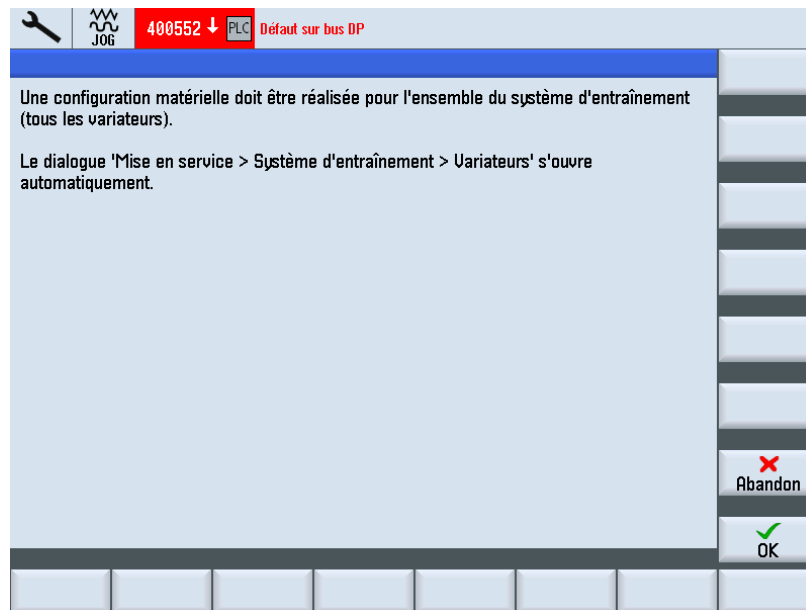 JOG
400552 PLC Défaut sur bus DP
Une configuration matérielle doit être réalisée pour l'ensemble du système d'entraînement
(tous les variateurs).
Le dialogue 'Mise en service > Système d'entraînement > Variateurs' s'ouvre
automatiquement.
Abandon
OK